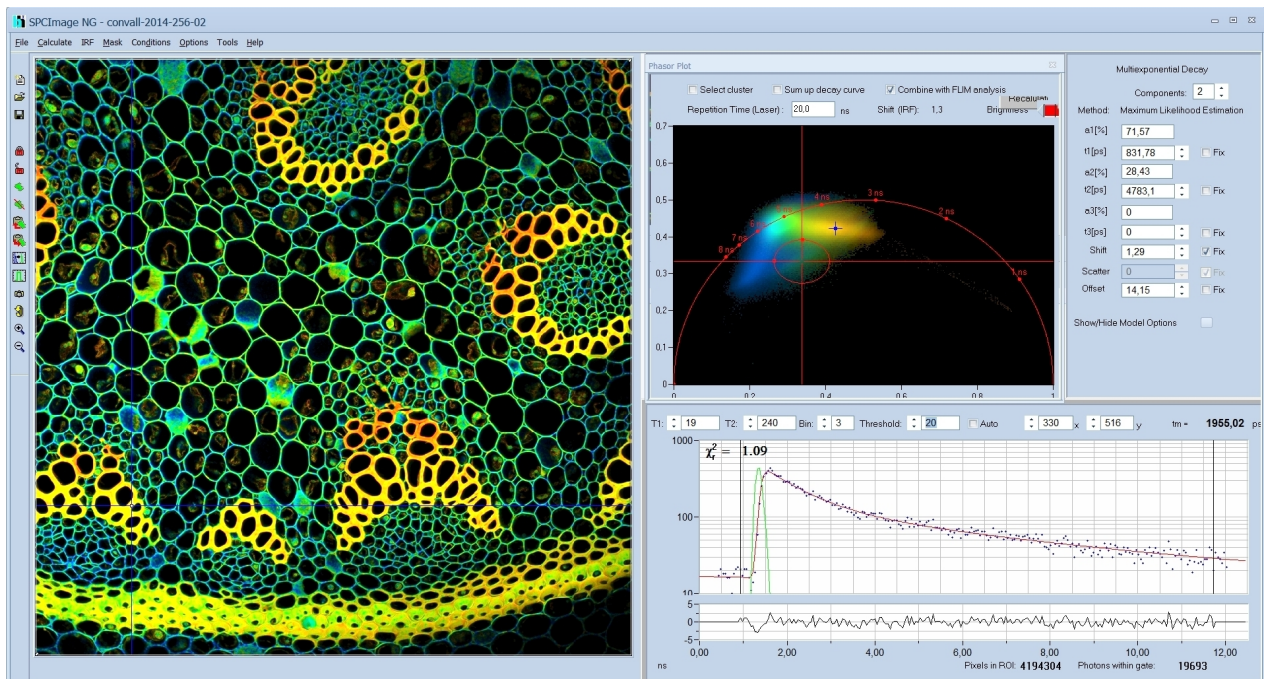 SPCImage NG - convall-2014-256-02
File Calculate IRF Mask Conditions Options Tools Help
Phasor Plot
Select cluster Sum up decay curve Combine with FLIM analysis
Repetition Time (Laser) : 20,0 ns Shift (IRF): 1,3 Brightness
0,7
0,6
0,5
0,4
0,3
0,2
0,1
0
8 ns 7 ns 4 ns 3 ns 2 ns 1 ns
0 0,2 0,4 0,6 0,8 1
Multiexponential Decay
Components: 2
Method: Maximum Likelihood Estimation
a1[%] 71,57
t1[ps] 831,78 Fix
a2[%] 28,43
t2[ps] 4783,1 Fix
a3[%] 0
t3[ps] 0 Fix
Shift 1,29 Fix
Scatter 0 Fix
Offset 14,15 Fix
Show/Hide Model Options
T1: 19 T2: 240 Bin: 3 Threshold: 20 Auto 330 x 516 y tm = 1955,02 ps
1000
χr² = 1.09
100
10
5
0
-5
0,00 2,00 4,00 6,00 8,00 10,00 12,00
ns Pixels in ROI: 4194304 Photons within gate: 19693